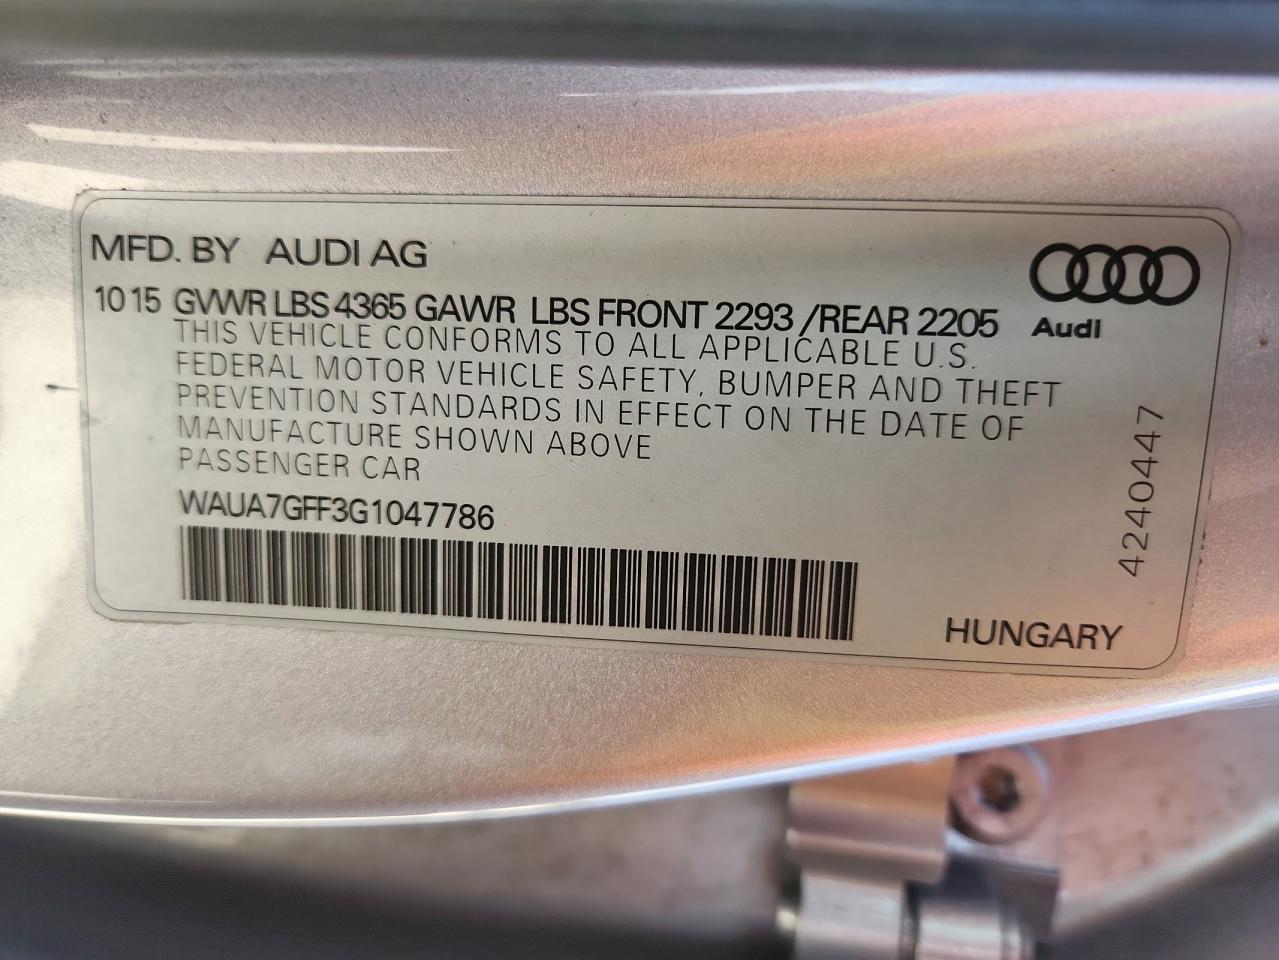 MFD. BY AUDI AG
10 15 GVWR LBS 4365 GAWR LBS FRONT 2293 /REAR 2205
Audi
THIS VEHICLE CONFORMS TO ALL APPLICABLE U.S.
FEDERAL MOTOR VEHICLE SAFETY, BUMPER AND THEFT
PREVENTION STANDARDS IN EFFECT ON THE DATE OF
MANUFACTURE SHOWN ABOVE
PASSENGER CAR
WAUA7GFF3G1047786
4240447
HUNGARY